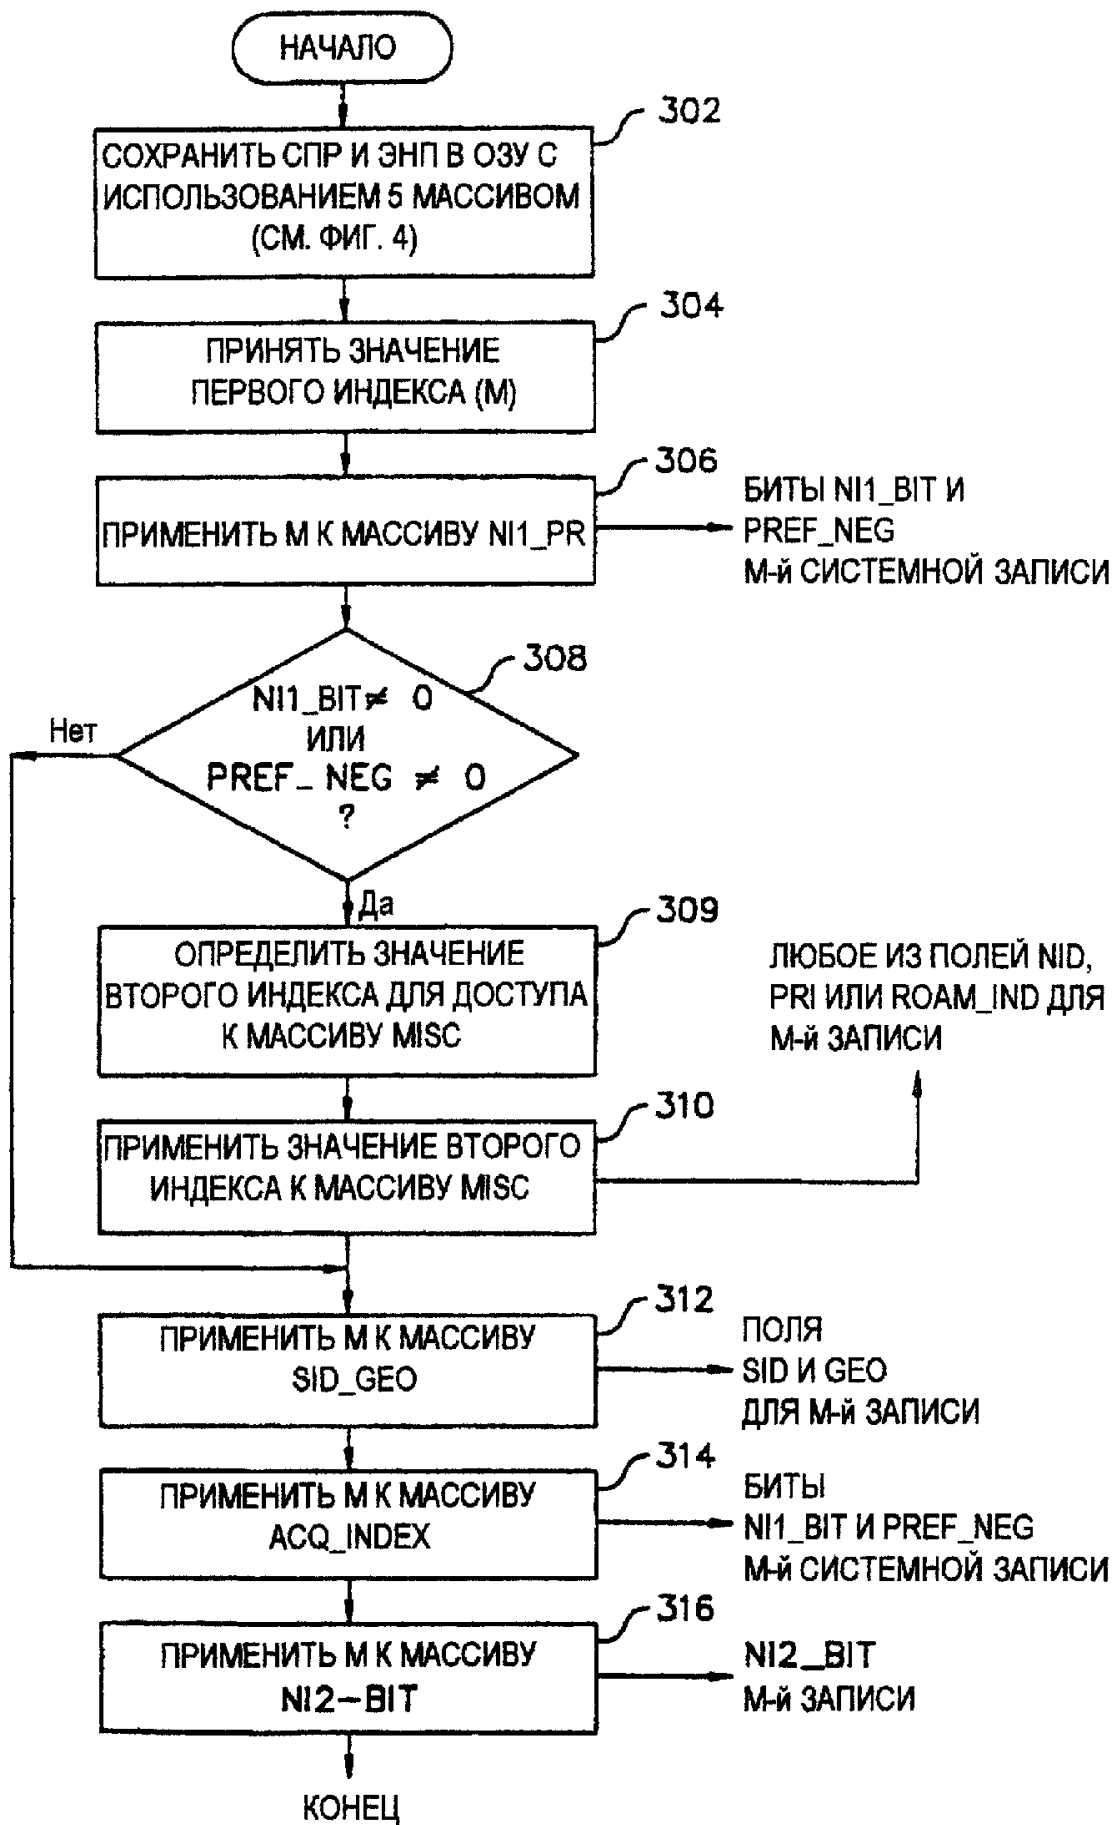 НАЧАЛО
302
СОХРАНИТЬ СПР И ЭНП В ОЗУ С
ИСПОЛЬЗОВАНИЕМ 5 МАССИВОМ
(СМ. ФИГ. 4)
304
ПРИНЯТЬ ЗНАЧЕНИЕ
ПЕРВОГО ИНДЕКСА (М)
306
ПРИМЕНИТЬ М К МАССИВУ NI1_PR
БИТЫ NI1_BIT И
PREF_NEG
М-й СИСТЕМНОЙ ЗАПИСИ
308
NI1_BIT ≠ 0
ИЛИ
PREF_ NEG ≠ 0
?
Нет
Да
309
ОПРЕДЕЛИТЬ ЗНАЧЕНИЕ
ВТОРОГО ИНДЕКСА ДЛЯ ДОСТУПА
К МАССИВУ MISC
ЛЮБОЕ ИЗ ПОЛЕЙ NID,
PRI ИЛИ ROAM_IND ДЛЯ
М-й ЗАПИСИ
310
ПРИМЕНИТЬ ЗНАЧЕНИЕ ВТОРОГО
ИНДЕКСА К МАССИВУ MISC
312
ПРИМЕНИТЬ М К МАССИВУ
SID_GEO
ПОЛЯ
SID И GEO
ДЛЯ М-й ЗАПИСИ
314
ПРИМЕНИТЬ М К МАССИВУ
ACQ_INDEX
БИТЫ
NI1_BIT И PREF_NEG
М-й СИСТЕМНОЙ ЗАПИСИ
316
ПРИМЕНИТЬ М К МАССИВУ
NI2-BIT
NI2_BIT
М-й ЗАПИСИ
КОНЕЦ